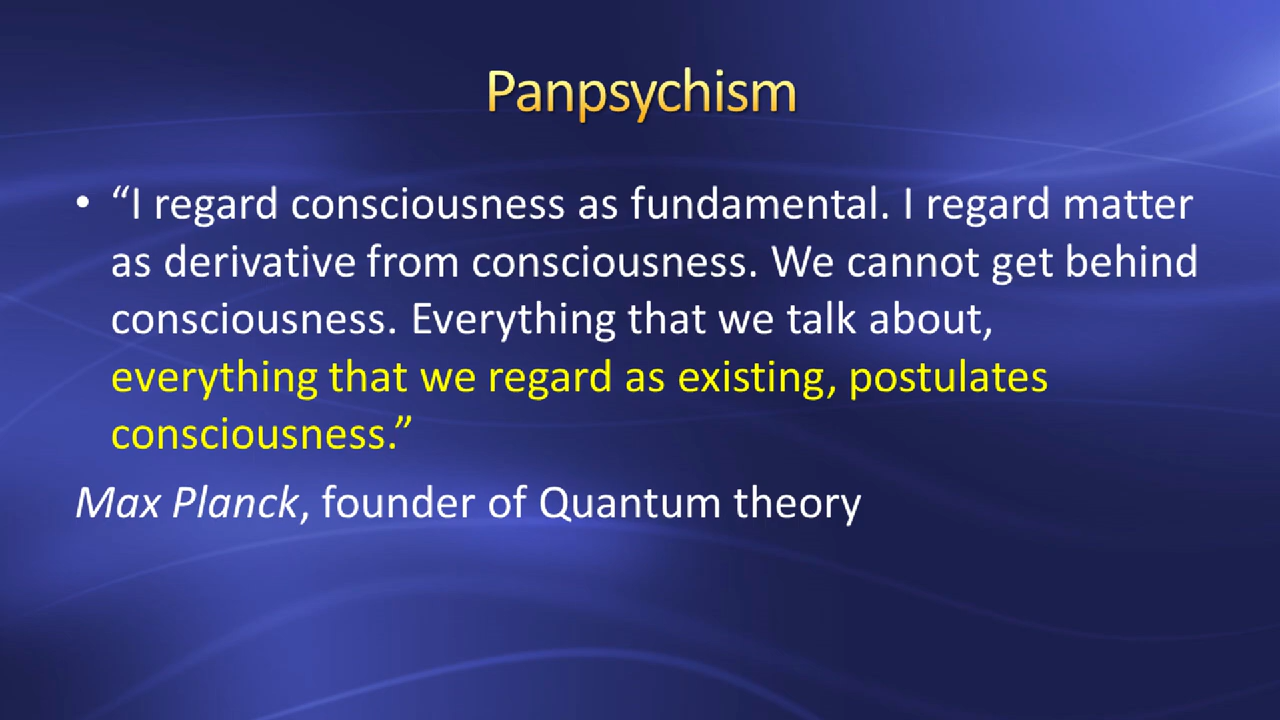 Panpsychism
• “I regard consciousness as fundamental. I regard matter
as derivative from consciousness. We cannot get behind
consciousness. Everything that we talk about,
everything that we regard as existing, postulates
consciousness.”
Max Planck, founder of Quantum theory